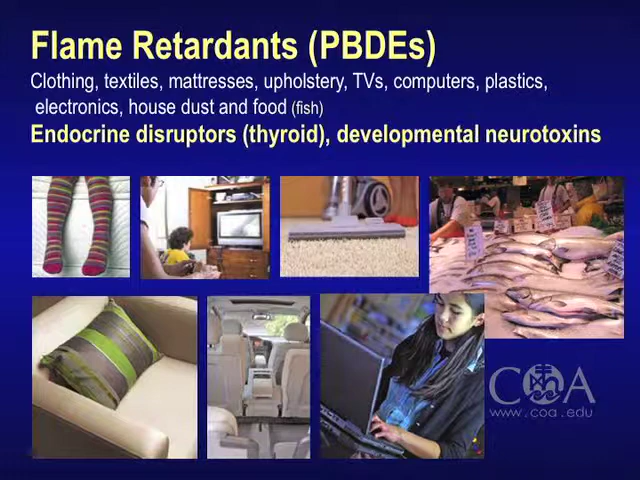 Flame Retardants (PBDEs)
Clothing, textiles, mattresses, upholstery, TVs, computers, plastics,
electronics, house dust and food (fish)
Endocrine disruptors (thyroid), developmental neurotoxins
COA
www.coa.edu